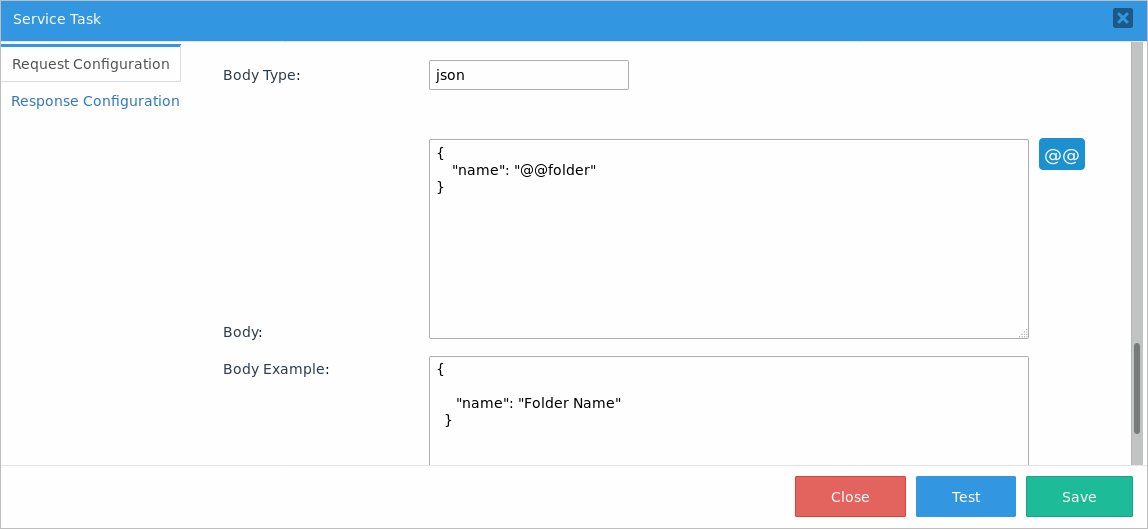 Service Task
Request Configuration
Response Configuration
Body Type:
json
{
"name": "@@folder"
}
@@
Body:
Body Example:
{
"name": "Folder Name"
}
Close
Test
Save